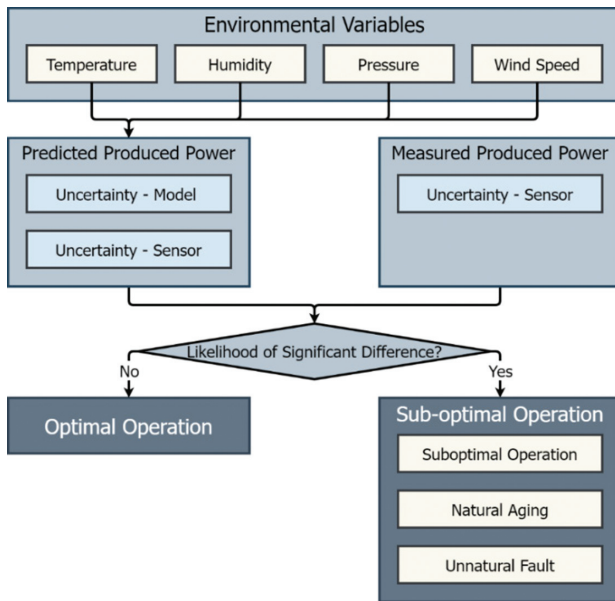 Environmental Variables
Temperature
Humidity
Pressure
Wind Speed
Predicted Produced Power
Uncertainty - Model
Uncertainty - Sensor
Measured Produced Power
Uncertainty - Sensor
Likelihood of Significant Difference?
No
Yes
Optimal Operation
Sub-optimal Operation
Suboptimal Operation
Natural Aging
Unnatural Fault